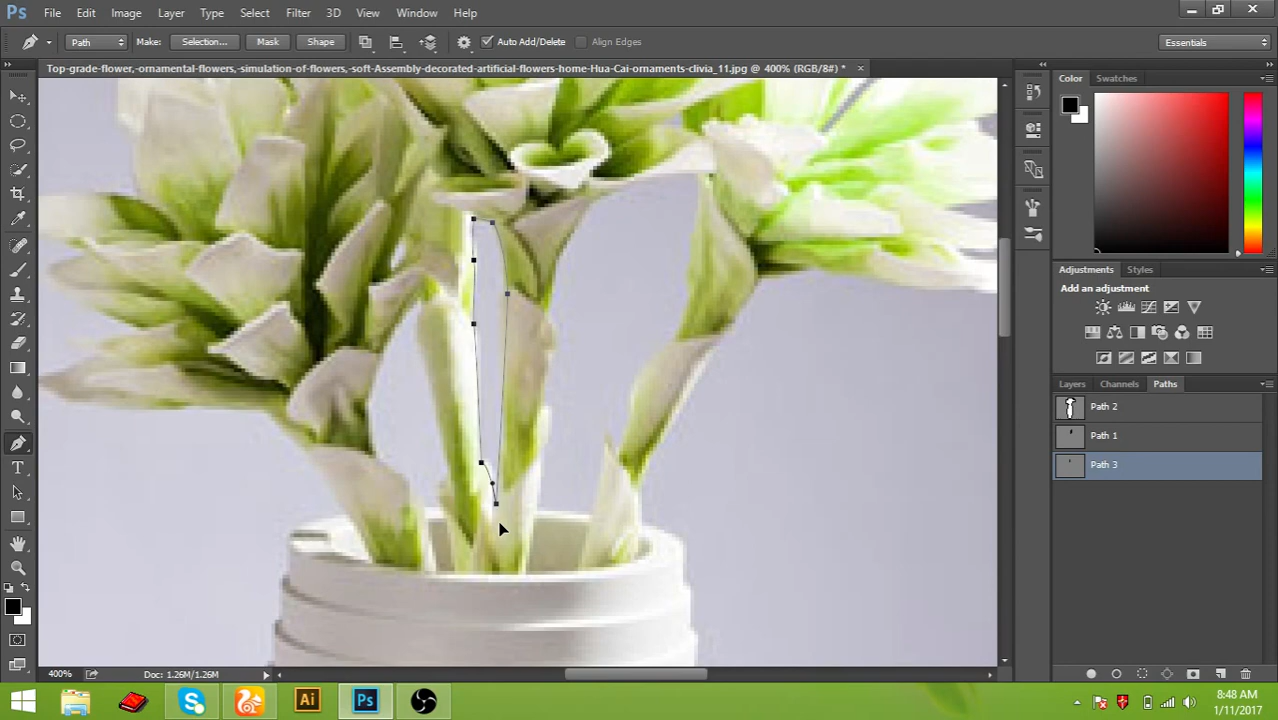 Ps File Edit Image Layer Type Select Filter 3D View Window Help
Path Make: Selection... Mask Shape Auto Add/Delete Align Edges Essentials
Top-grade-flower,-ornamental-flowers,-simulation-of-flowers,-soft-Assembly-decorated-artificial-flowers-home-Hua-Cai-ornaments-clivia_11.jpg @ 400% (RGB/8#) *
Color Swatches
Adjustments Styles
Add an adjustment
Layers Channels Paths
Path 2
Path 1
Path 3
T
400% Doc: 1.26M/1.26M
Ai Ps
8:48 AM
1/11/2017